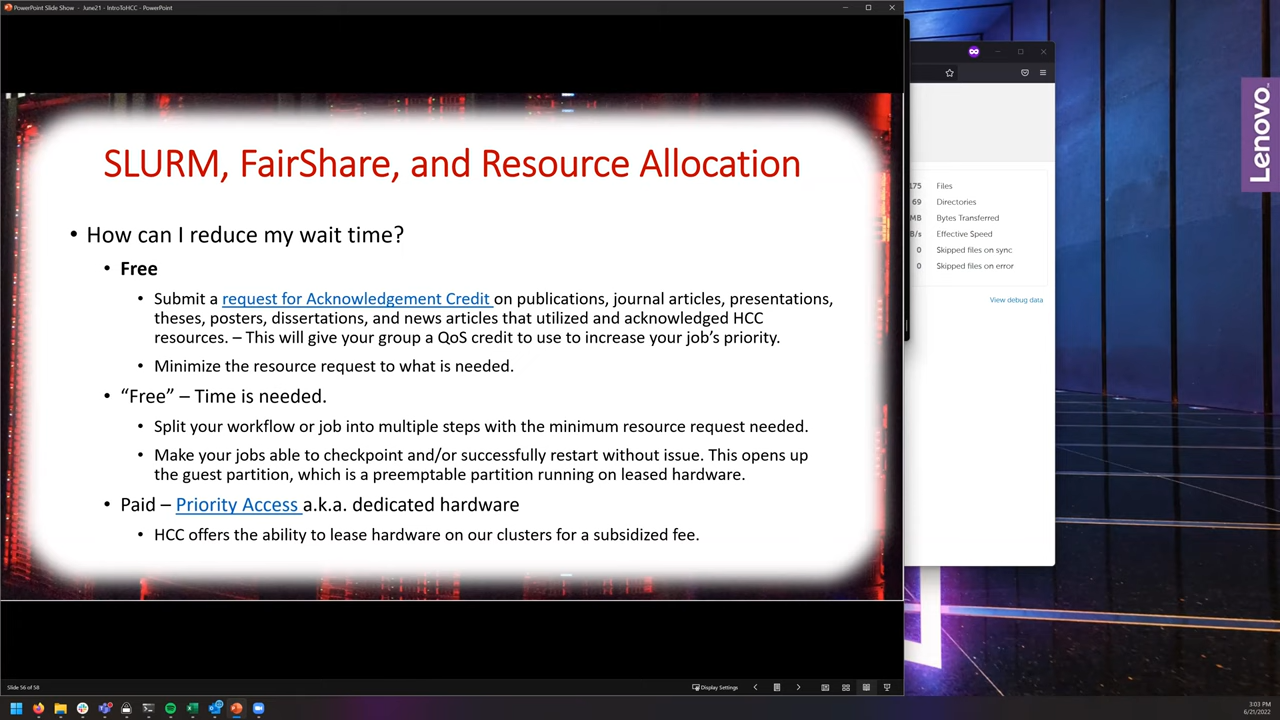 PowerPoint Slide Show - June21 - IntroToHCC - PowerPoint
SLURM, FairShare, and Resource Allocation
• How can I reduce my wait time?
• Free
• Submit a request for Acknowledgement Credit on publications, journal articles, presentations,
theses, posters, dissertations, and news articles that utilized and acknowledged HCC
resources. – This will give your group a QoS credit to use to increase your job’s priority.
• Minimize the resource request to what is needed.
• “Free” – Time is needed.
• Split your workflow or job into multiple steps with the minimum resource request needed.
• Make your jobs able to checkpoint and/or successfully restart without issue. This opens up
the guest partition, which is a preemptable partition running on leased hardware.
• Paid – Priority Access a.k.a. dedicated hardware
• HCC offers the ability to lease hardware on our clusters for a subsidized fee.
Slide 56 of 58
Display Settings
175 Files
69 Directories
MB Bytes Transferred
B/s Effective Speed
0 Skipped files on sync
0 Skipped files on error
View debug data
Lenovo
3:03 PM
6/21/2022